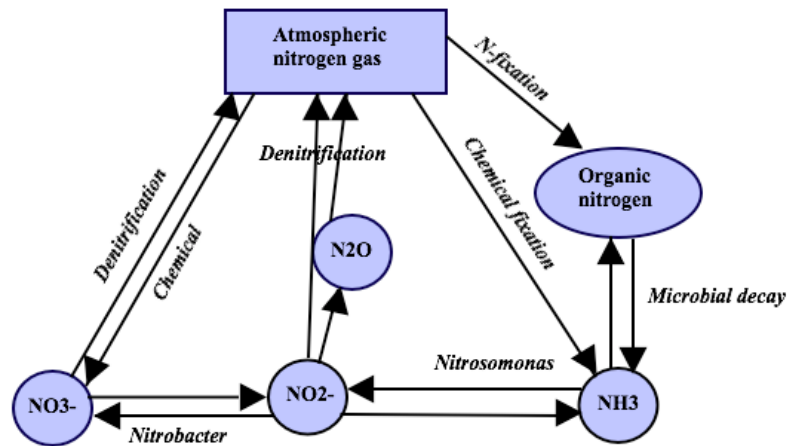 Atmospheric
nitrogen gas
N-fixation
Denitrification
Chemical fixation
Organic
nitrogen
Denitrification
Chemical
N2O
Microbial decay
Nitrosomonas
NO3-
NO2-
NH3
Nitrobacter